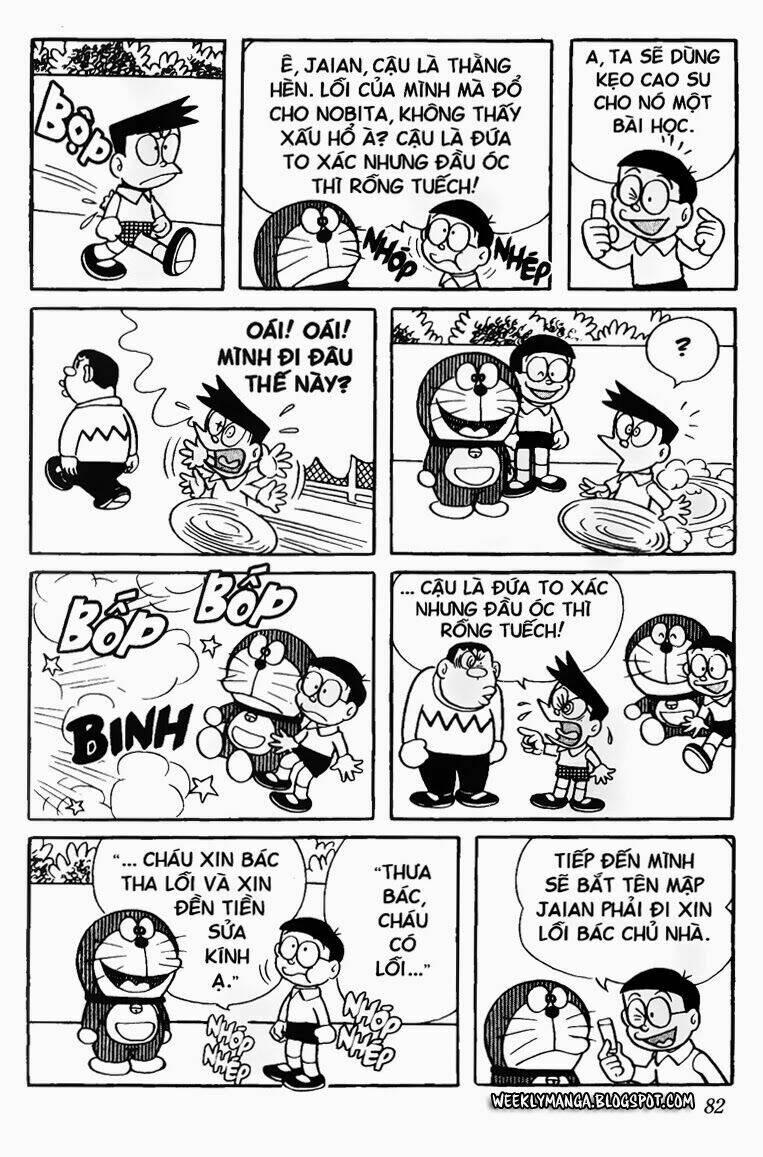 A, TA SẼ DÙNG
KẸO CAO SU
CHO NÓ MỘT
BÀI HỌC.
Ê, JAIAN, CẬU LÀ THẰNG
HÈN. LỖI CỦA MÌNH MÀ ĐỔ
CHO NOBITA, KHÔNG THẤY
XẤU HỔ À? CẬU LÀ ĐỨA
TO XÁC NHƯNG ĐẦU ÓC
THÌ RỖNG TUẾCH!
NHÓP
NHÉP
BỘP
?
OÁI! OÁI!
MÌNH ĐI ĐÂU
THẾ NÀY?
... CẬU LÀ ĐỨA TO XÁC
NHƯNG ĐẦU ÓC THÌ
RỖNG TUẾCH!
BỐP
BỐP
BINH
TIẾP ĐẾN MÌNH
SẼ BẮT TÊN MẬP
JAIAN PHẢI ĐI XIN
LỖI BÁC CHỦ NHÀ.
"THƯA
BÁC,
CHÁU
CÓ
LỖI..."
NHÓP
NHÉP
"... CHÁU XIN BÁC
THA LỖI VÀ XIN
ĐỀN TIỀN
SỬA
KÍNH
Ạ."
NHÓP
NHÉP
WEEKLYMANGA.BLOGSPOT.COM
82